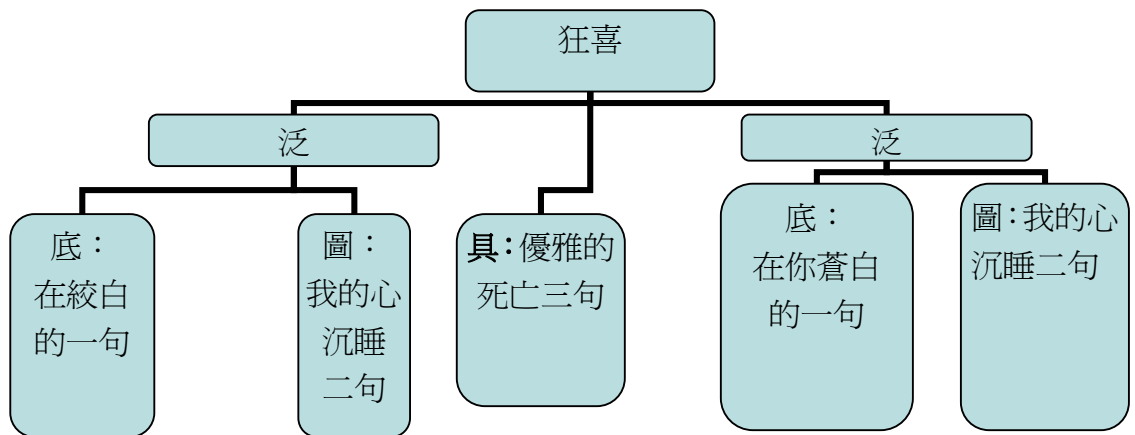 狂喜
泛
泛
底：
在絞白
的一句
圖：
我的心
沉睡
二句
具：優雅的
死亡三句
底：
在你蒼白
的一句
圖：我的心
沉睡二句